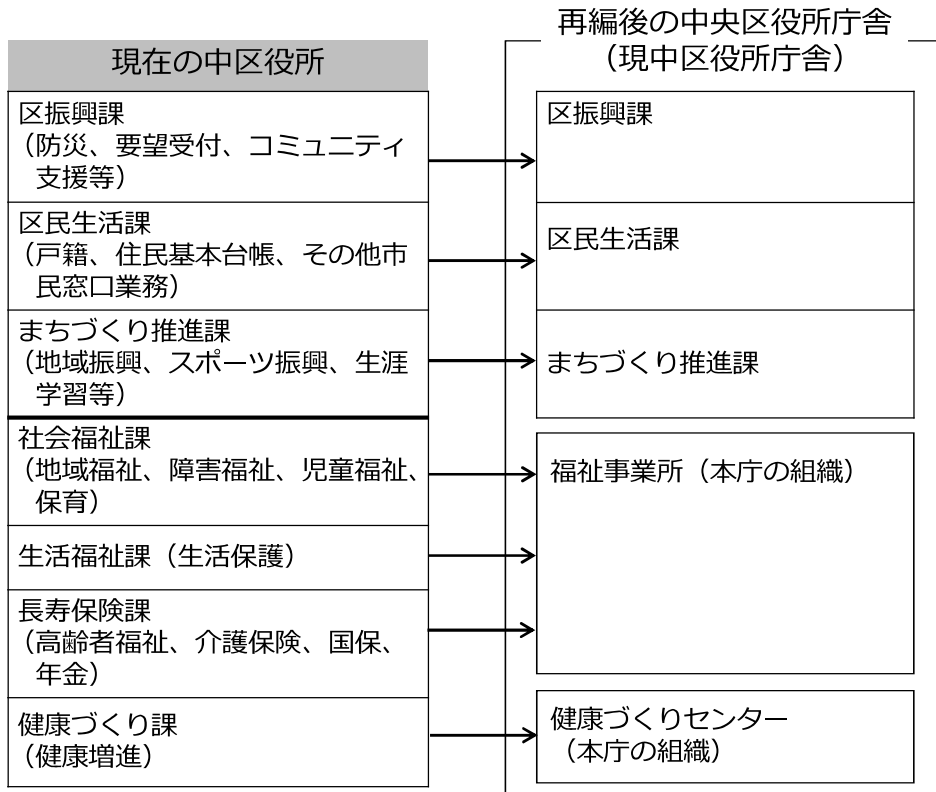 現在の中区役所
区振興課
（防災、要望受付、コミュニティ
支援等）
区民生活課
（戸籍、住民基本台帳、その他市
民窓口業務）
まちづくり推進課
（地域振興、スポーツ振興、生涯
学習等）
社会福祉課
（地域福祉、障害福祉、児童福祉、
保育）
生活福祉課（生活保護）
長寿保険課
（高齢者福祉、介護保険、国保、
年金）
健康づくり課
（健康増進）
再編後の中央区役所庁舎
（現中区役所庁舎）
区振興課
区民生活課
まちづくり推進課
福祉事業所（本庁の組織）
健康づくりセンター
（本庁の組織）